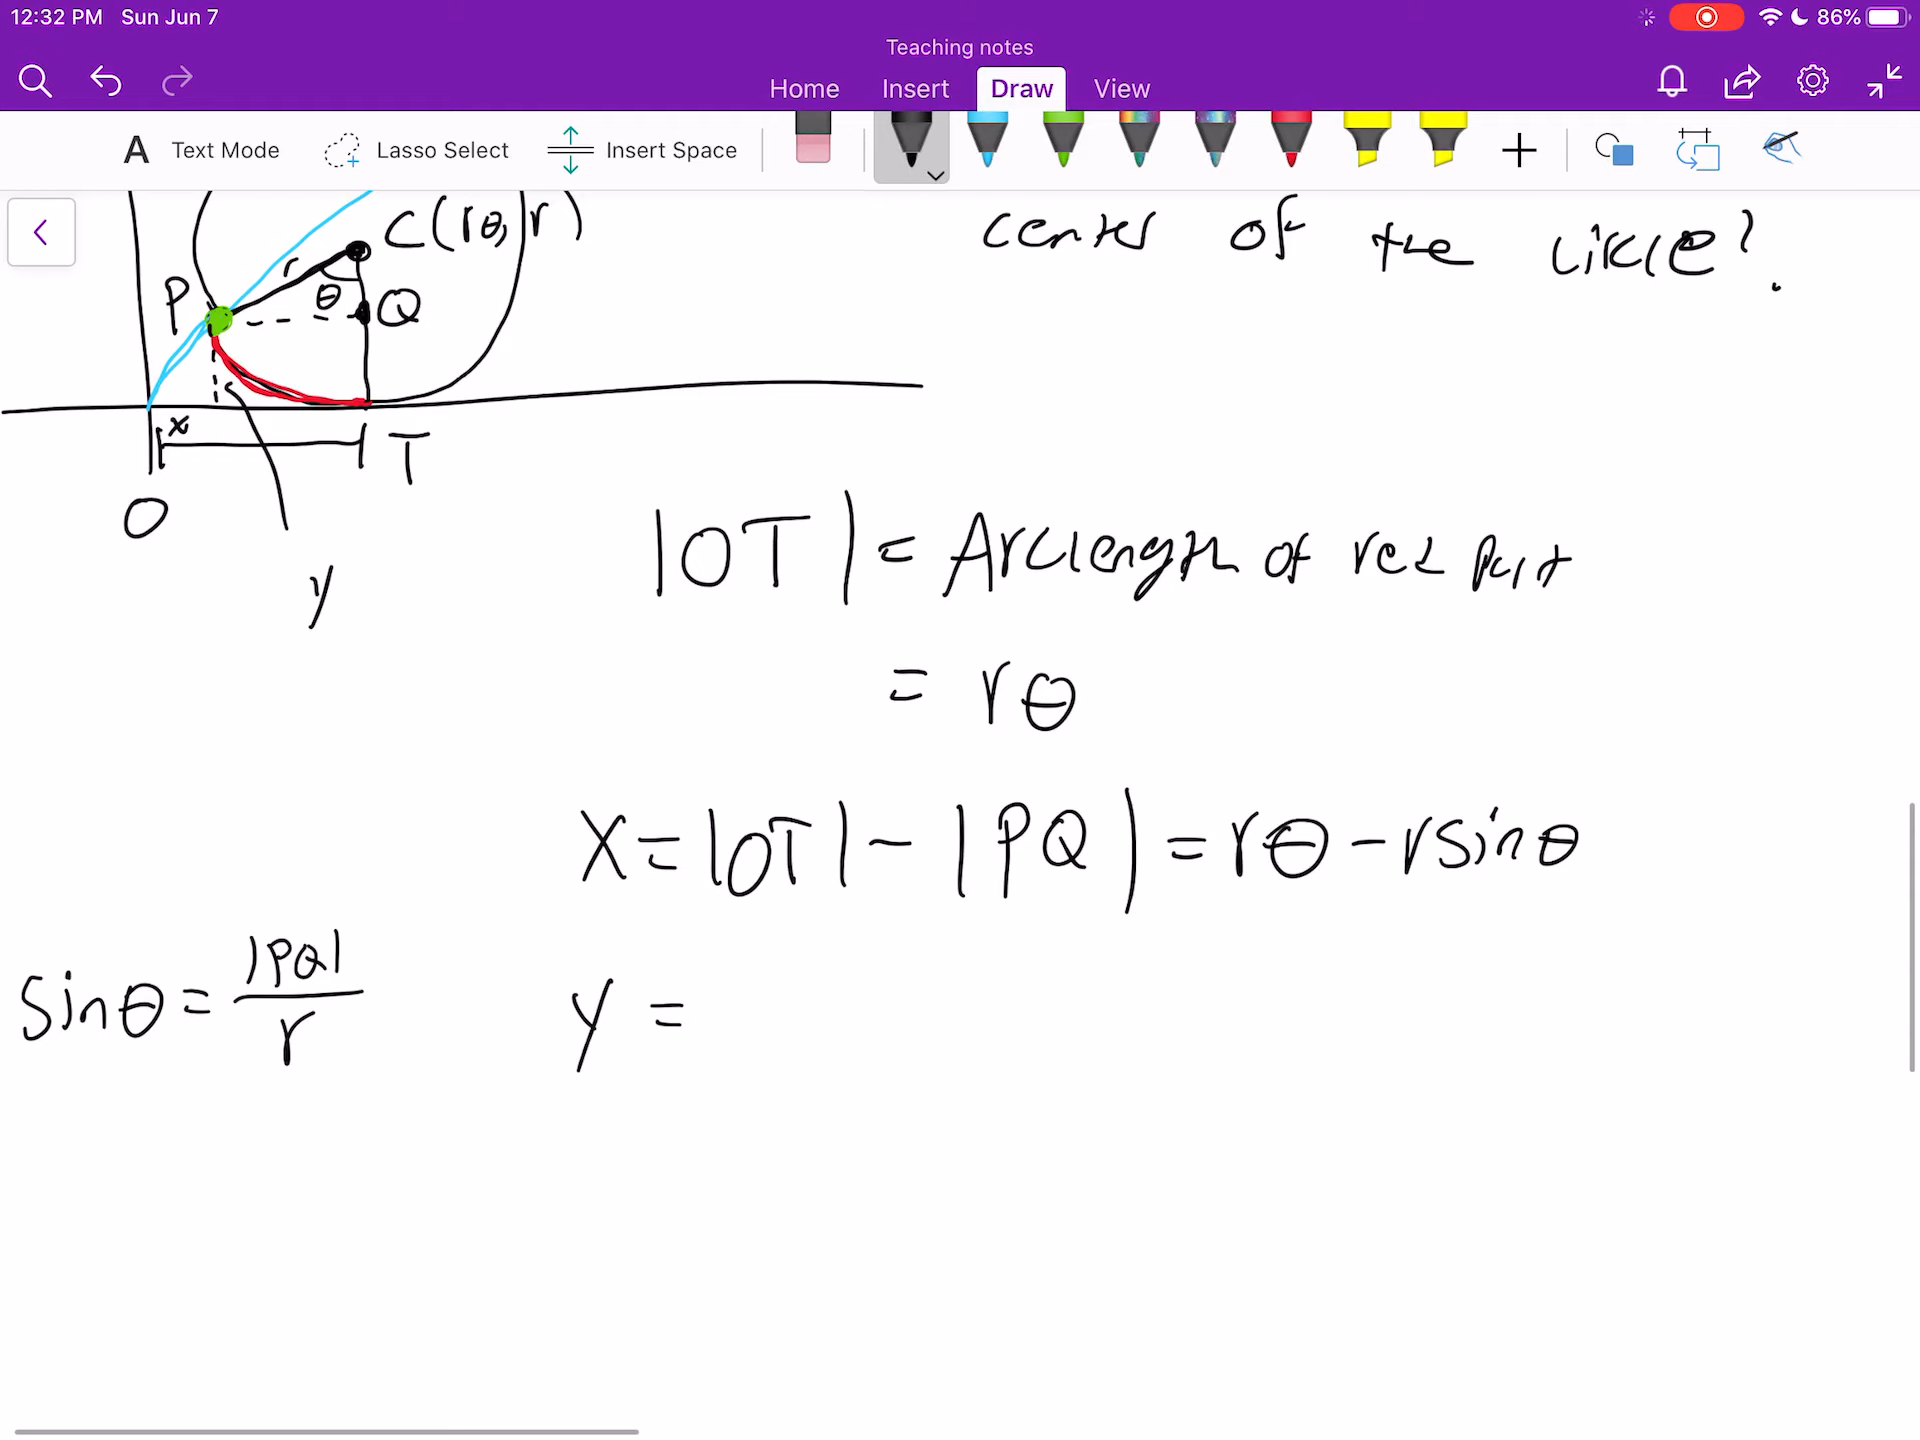 12:32 PM Sun Jun 7
86%
Teaching notes
Home Insert Draw View
A Text Mode Lasso Select Insert Space
C(rθ, r)
center of the circle?
r
P
θ
Q
x
T
O
y
|OT| = Arclength of red part
= rθ
X = |OT| - |PQ| = rθ - r sin θ
sin θ = |PQ| / r
y =